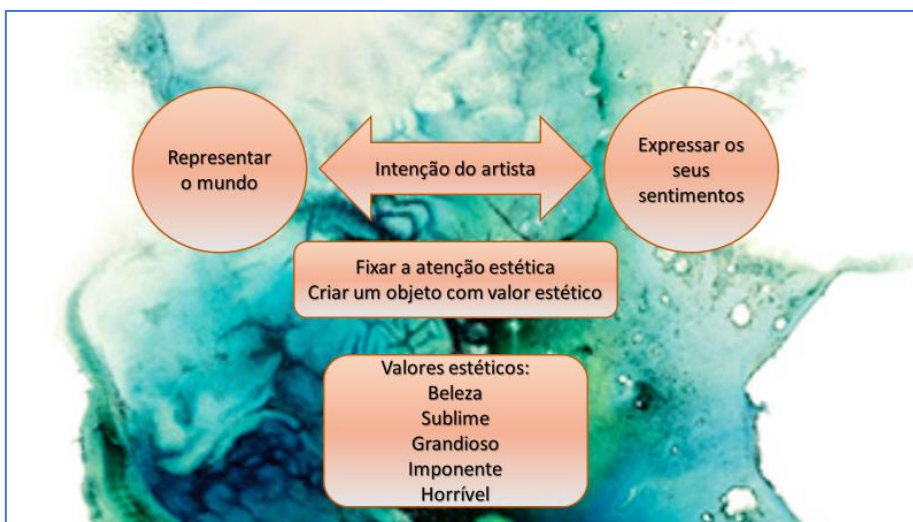 Representar
o mundo
Intenção do artista
Expressar os
seus
sentimentos
Fixar a atenção estética
Criar um objeto com valor estético
Valores estéticos:
Beleza
Sublime
Grandioso
Imponente
Horrível